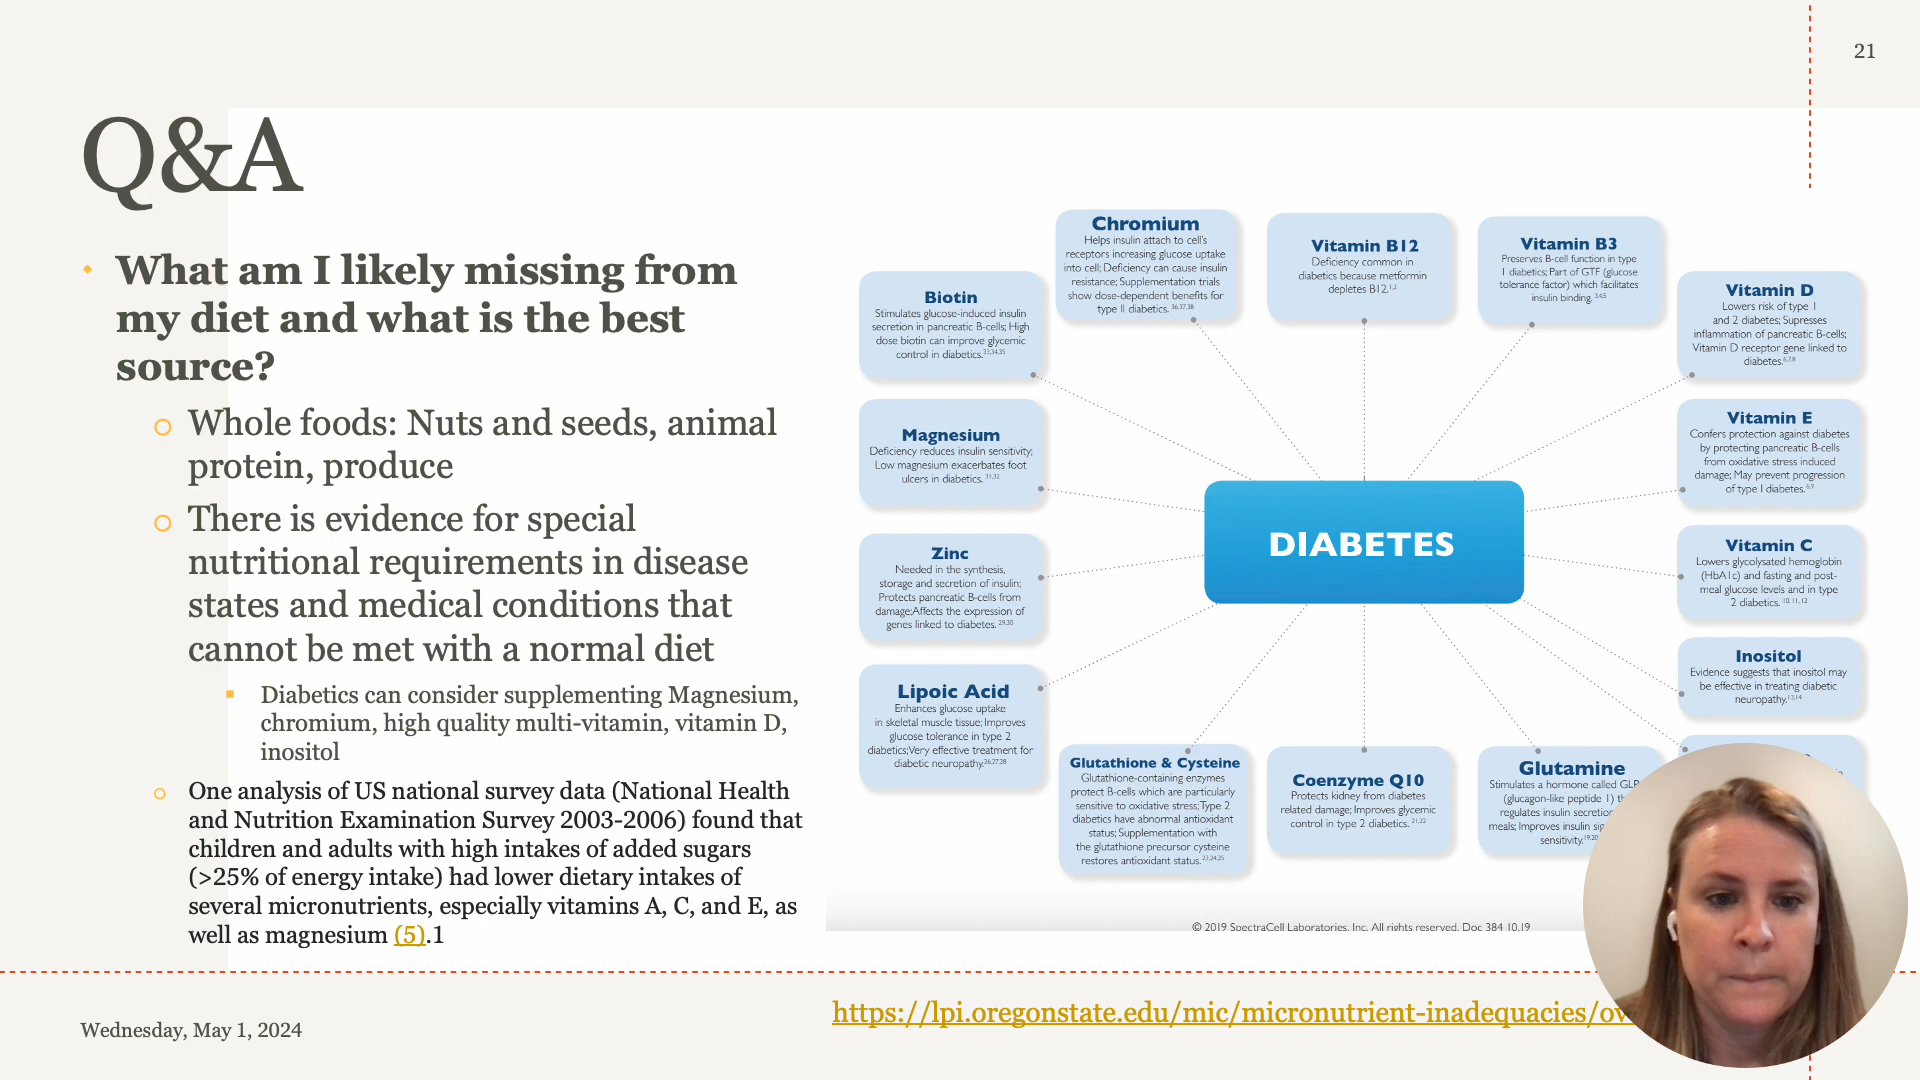 21
Q&A
What am I likely missing from
my diet and what is the best
source?
Whole foods: Nuts and seeds, animal
protein, produce
There is evidence for special
nutritional requirements in disease
states and medical conditions that
cannot be met with a normal diet
Diabetics can consider supplementing Magnesium,
chromium, high quality multi-vitamin, vitamin D,
inositol
One analysis of US national survey data (National Health
and Nutrition Examination Survey 2003-2006) found that
children and adults with high intakes of added sugars
(>25% of energy intake) had lower dietary intakes of
several micronutrients, especially vitamins A, C, and E, as
well as magnesium (5).1
Chromium
Helps insulin attach to cell's
receptors increasing glucose uptake
into cell; Deficiency can cause insulin
resistance; Supplementation trials
show dose-dependent benefits for
type II diabetics. 36,37,38
Vitamin B12
Deficiency common in
diabetics because metformin
depletes B12.1,2
Vitamin B3
Preserves B-cell function in type
1 diabetics; Part of GTF (glucose
tolerance factor) which facilitates
insulin binding. 3,4,5
Biotin
Stimulates glucose-induced insulin
secretion in pancreatic B-cells; High
dose biotin can improve glycemic
control in diabetics.33,34,35
Vitamin D
Lowers risk of type 1
and 2 diabetes; Supresses
inflammation of pancreatic B-cells;
Vitamin D receptor gene linked to
diabetes.6,7,8
Magnesium
Deficiency reduces insulin sensitivity;
Low magnesium exacerbates foot
ulcers in diabetics. 31,32
Vitamin E
Confers protection against diabetes
by protecting pancreatic B-cells
from oxidative stress induced
damage; May prevent progression
of type I diabetes.6,9
DIABETES
Zinc
Needed in the synthesis,
storage and secretion of insulin;
Protects pancreatic B-cells from
damage;Affects the expression of
genes linked to diabetes. 29,30
Vitamin C
Lowers glycolysated hemoglobin
(HbA1c) and fasting and post-
meal glucose levels and in type
2 diabetics. 10, 11, 12
Inositol
Evidence suggests that inositol may
be effective in treating diabetic
neuropathy.13,14
Lipoic Acid
Enhances glucose uptake
in skeletal muscle tissue; Improves
glucose tolerance in type 2
diabetics;Very effective treatment for
diabetic neuropathy.26,27,28
Glutathione & Cysteine
Glutathione-containing enzymes
protect B-cells which are particularly
sensitive to oxidative stress; Type 2
diabetics have abnormal antioxidant
status; Supplementation with
the glutathione precursor cysteine
restores antioxidant status.23,24,25
Coenzyme Q10
Protects kidney from diabetes
related damage; Improves glycemic
control in type 2 diabetics. 21,22
Glutamine
Stimulates a hormone called GLP
(glucagon-like peptide 1)
regulates insulin secretion
meals; Improves insulin
sensitivity.19,20
© 2019 SpectraCell Laboratories, Inc. All rights reserved. Doc 384 10.19
https://lpi.oregonstate.edu/mic/micronutrient-inadequacies/ov
Wednesday, May 1, 2024